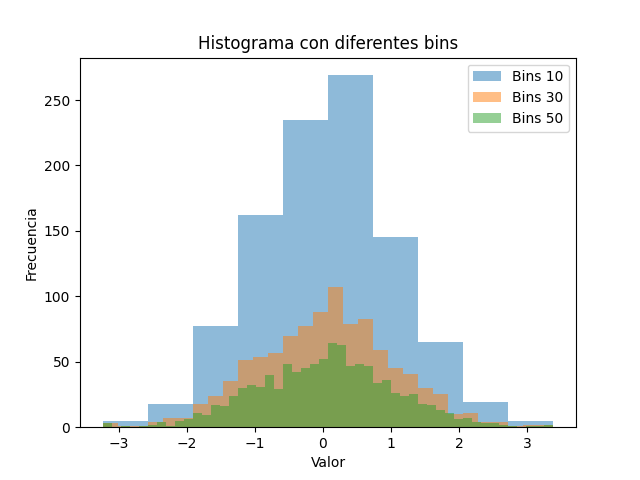 Histograma con diferentes bins
Bins 10
Bins 30
Bins 50
Frecuencia
250
200
150
100
50
0
−3
−2
−1
0
1
2
3
Valor